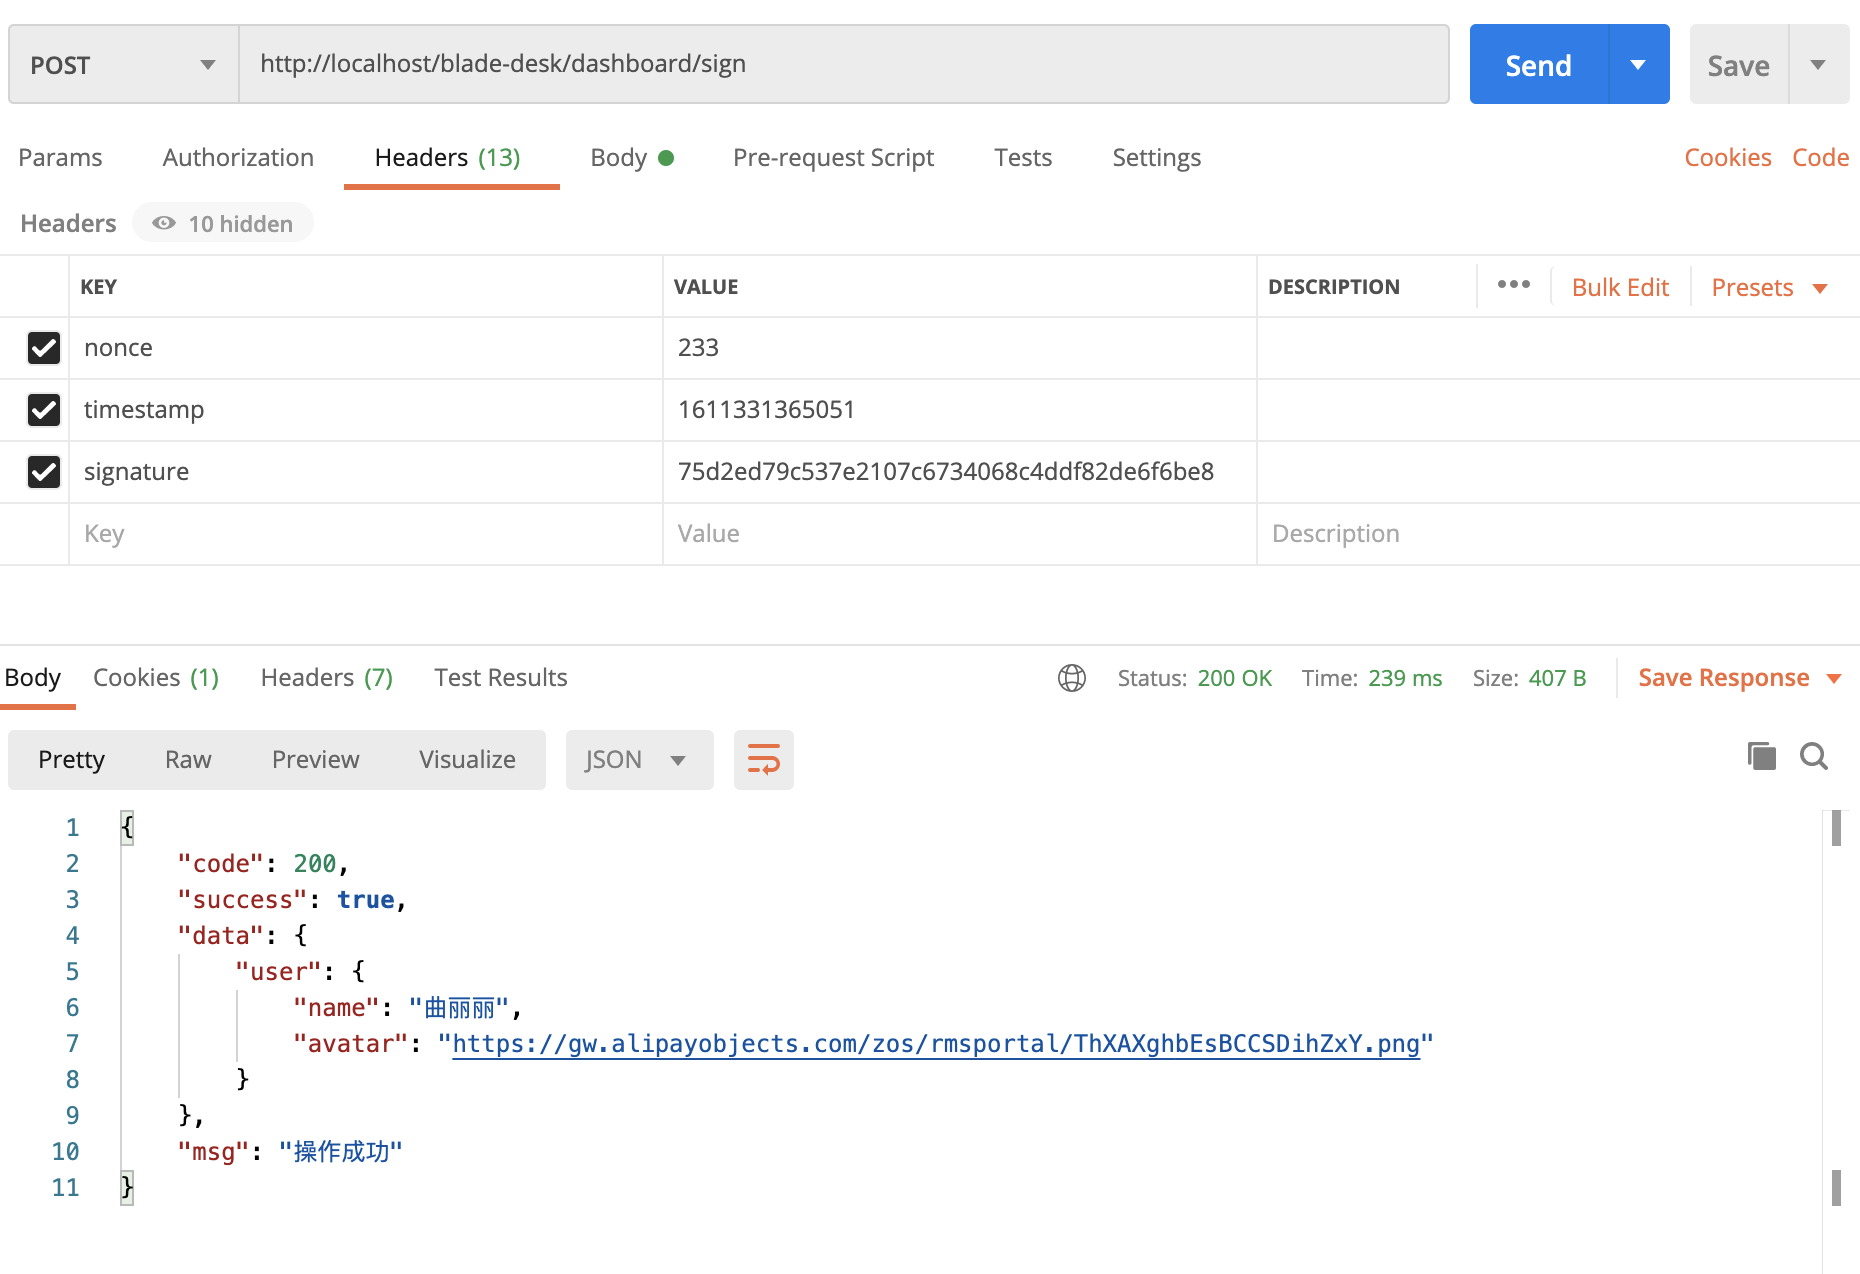 POST http://localhost/blade-desk/dashboard/sign Send Save
Params Authorization Headers (13) Body Pre-request Script Tests Settings Cookies Code
Headers 10 hidden
KEY VALUE DESCRIPTION ••• Bulk Edit Presets
nonce 233
timestamp 1611331365051
signature 75d2ed79c537e2107c6734068c4ddf82de6f6be8
Key Value Description
Body Cookies (1) Headers (7) Test Results Status: 200 OK Time: 239 ms Size: 407 B Save Response
Pretty Raw Preview Visualize JSON
1 {
2 "code": 200,
3 "success": true,
4 "data": {
5 "user": {
6 "name": "曲丽丽",
7 "avatar": "https://gw.alipayobjects.com/zos/rmsportal/ThXAXghbEsBCCSDihZxY.png"
8 }
9 },
10 "msg": "操作成功"
11 }